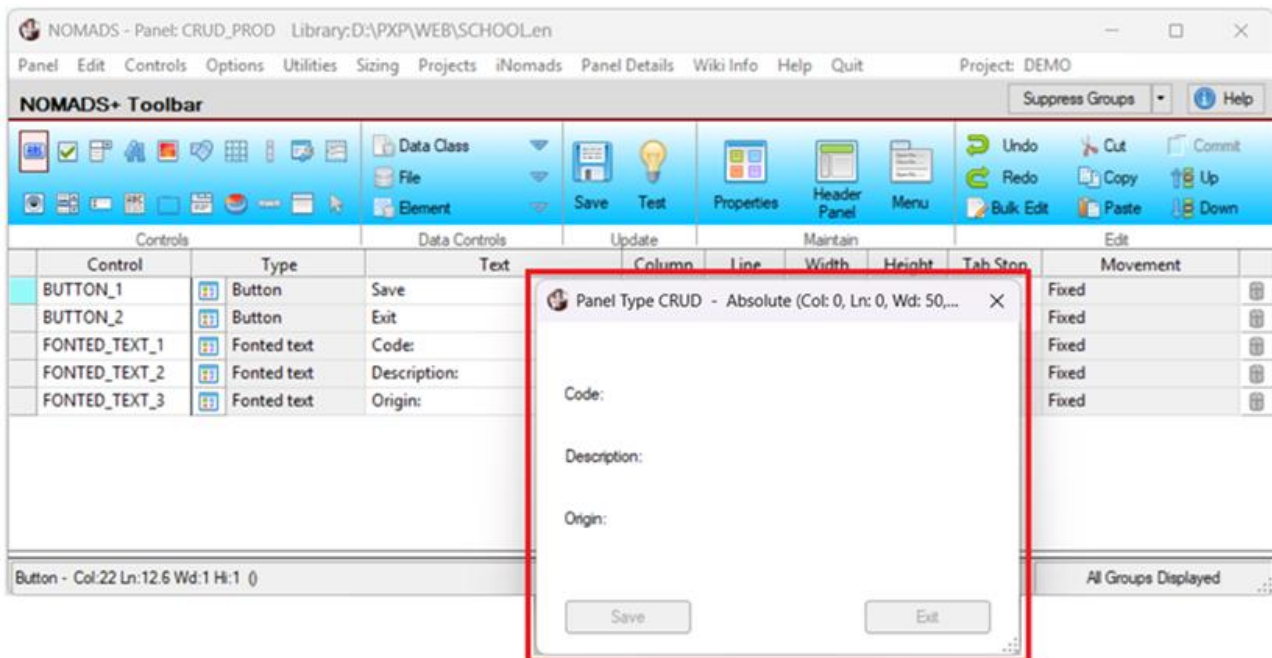 NOMADS - Panel: CRUD_PROD Library:D:\PXP\WEB\SCHOOL.en
Panel Edit Controls Options Utilities Sizing Projects iNomads Panel Details Wiki Info Help Quit Project: DEMO
NOMADS+ Toolbar Suppress Groups Help
Data Class Undo Cut Commit
File Redo Copy Up
Element Save Test Properties Header Panel Menu Bulk Edit Paste Down
Controls Data Controls Update Maintain Edit
Control Type Text Column Line Width Height Tab Stop Movement
BUTTON_1 Button Save Fixed
BUTTON_2 Button Exit Fixed
FONTED_TEXT_1 Fonted text Code: Fixed
FONTED_TEXT_2 Fonted text Description: Fixed
FONTED_TEXT_3 Fonted text Origin: Fixed
Panel Type CRUD - Absolute (Col: 0, Ln: 0, Wd: 50,...
Code:
Description:
Origin:
Save Exit
Button - Col:22 Ln:12.6 Wd:1 Hi:1 () All Groups Displayed